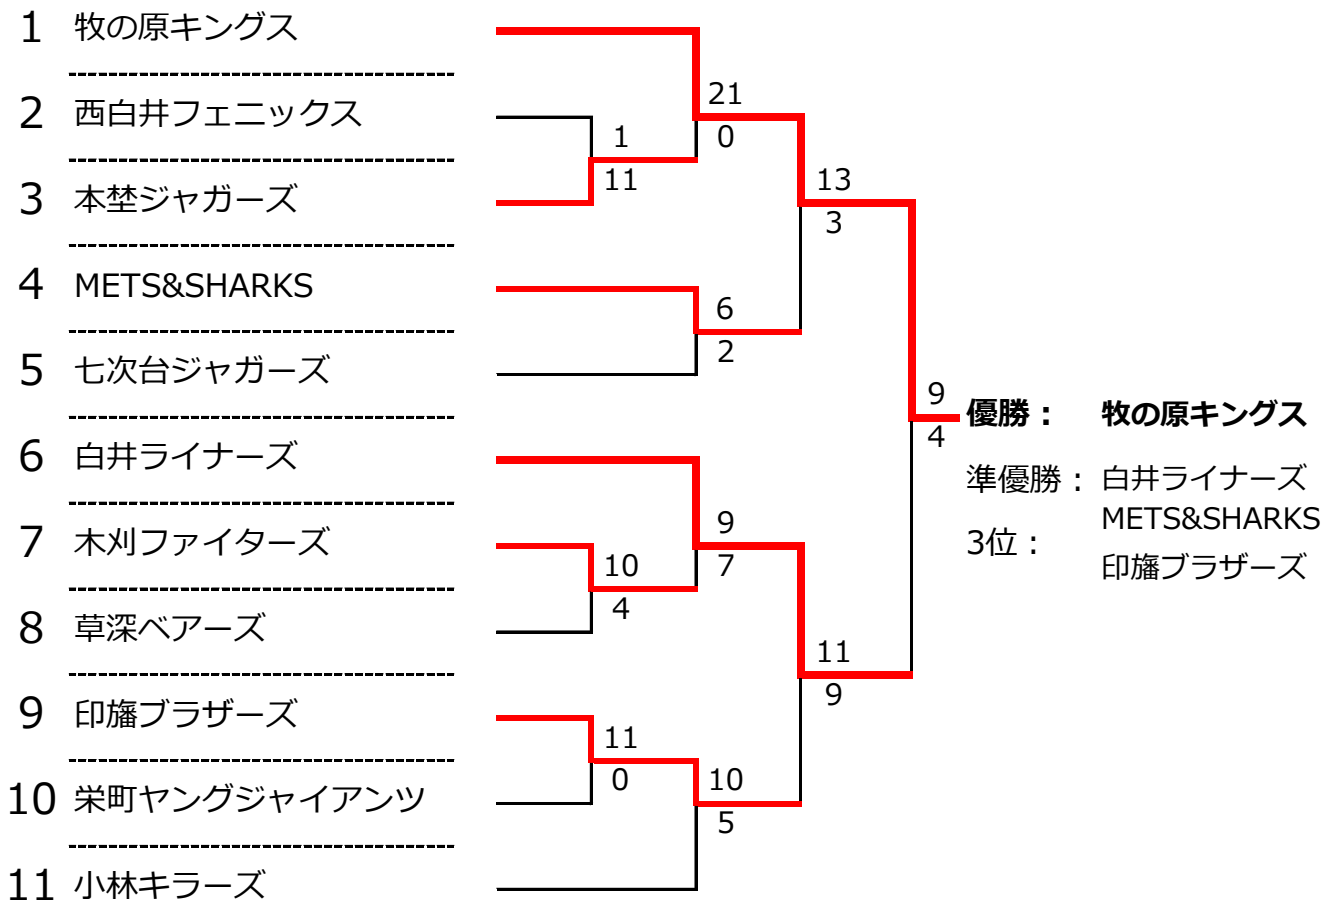 1 牧の原キングス
2 西白井フェニックス
3 本埜ジャガーズ
4 METS&SHARKS
5 七次台ジャガーズ
6 白井ライナーズ
7 木刈ファイターズ
8 草深ベアーズ
9 印旛ブラザーズ
10 栄町ヤングジャイアンツ
11 小林キラーズ
1
11
10
4
11
0
21
0
6
2
9
7
10
5
13
3
11
9
9
4
優勝： 牧の原キングス
準優勝： 白井ライナーズ
3位： METS&SHARKS
印旛ブラザーズ